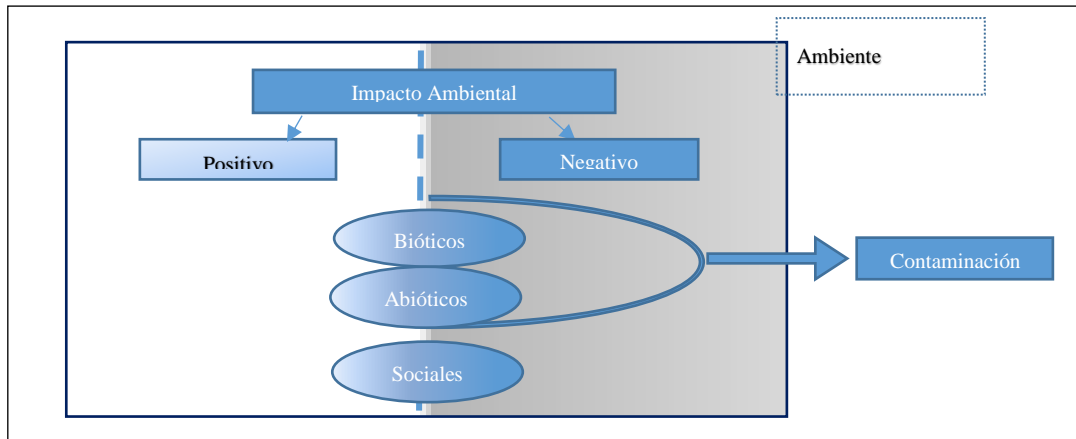 Ambiente
Impacto Ambiental
Positivo
Negativo
Bióticos
Contaminación
Abióticos
Sociales